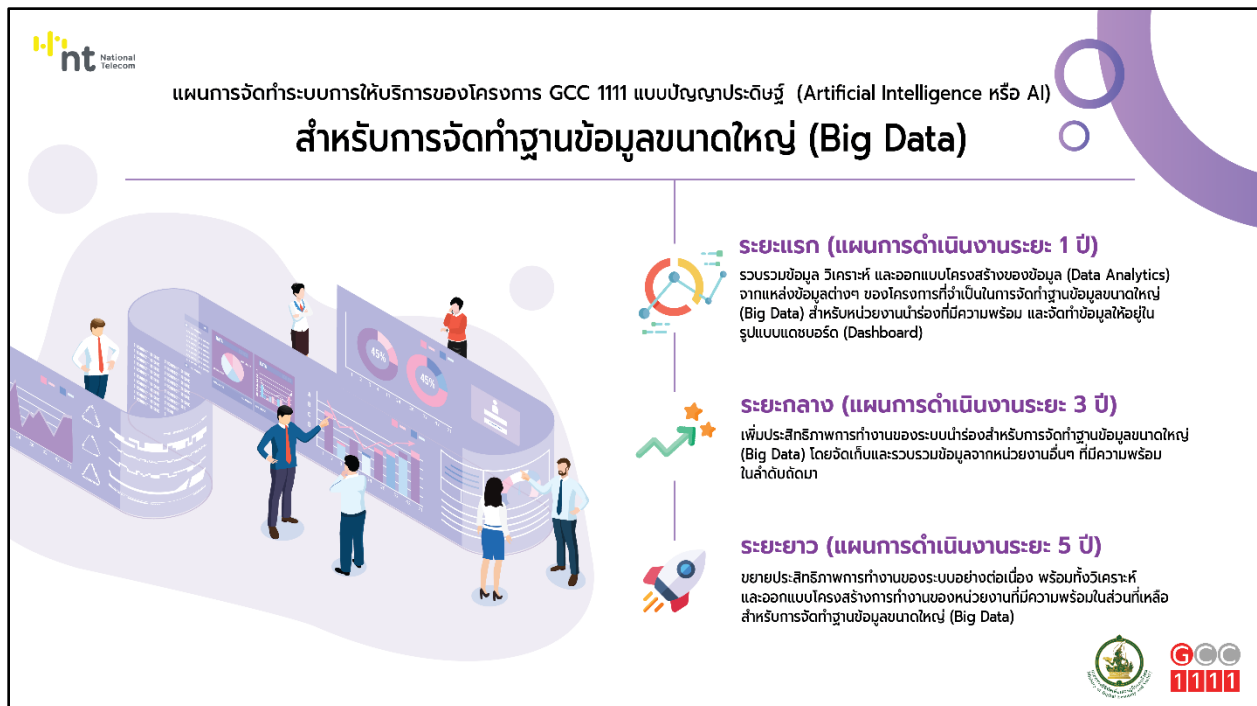 nt National
Telecom
แผนการจัดทำระบบการให้บริการของโครงการ GCC 1111 แบบปัญญาประดิษฐ์ (Artificial Intelligence หรือ AI)
สำหรับการจัดทำฐานข้อมูลขนาดใหญ่ (Big Data)
ระยะแรก (แผนการดำเนินงานระยะ 1 ปี)
รวบรวมข้อมูล วิเคราะห์ และออกแบบโครงสร้างของข้อมูล (Data Analytics)
จากแหล่งข้อมูลต่างๆ ของโครงการที่จำเป็นในการจัดทำฐานข้อมูลขนาดใหญ่
(Big Data) สำหรับหน่วยงานนำร่องที่มีความพร้อม และจัดทำข้อมูลให้อยู่ใน
รูปแบบแดชบอร์ด (Dashboard)
45%
45%
ระยะกลาง (แผนการดำเนินงานระยะ 3 ปี)
เพิ่มประสิทธิภาพการทำงานของระบบนำร่องสำหรับการจัดทำฐานข้อมูลขนาดใหญ่
(Big Data) โดยจัดเก็บและรวบรวมข้อมูลจากหน่วยงานอื่นๆ ที่มีความพร้อม
ในลำดับถัดมา
ระยะยาว (แผนการดำเนินงานระยะ 5 ปี)
ขยายประสิทธิภาพการทำงานของระบบอย่างต่อเนื่อง พร้อมทั้งวิเคราะห์
และออกแบบโครงสร้างการทำงานของหน่วยงานที่มีความพร้อมในส่วนที่เหลือ
สำหรับการจัดทำฐานข้อมูลขนาดใหญ่ (Big Data)
GCC
1111